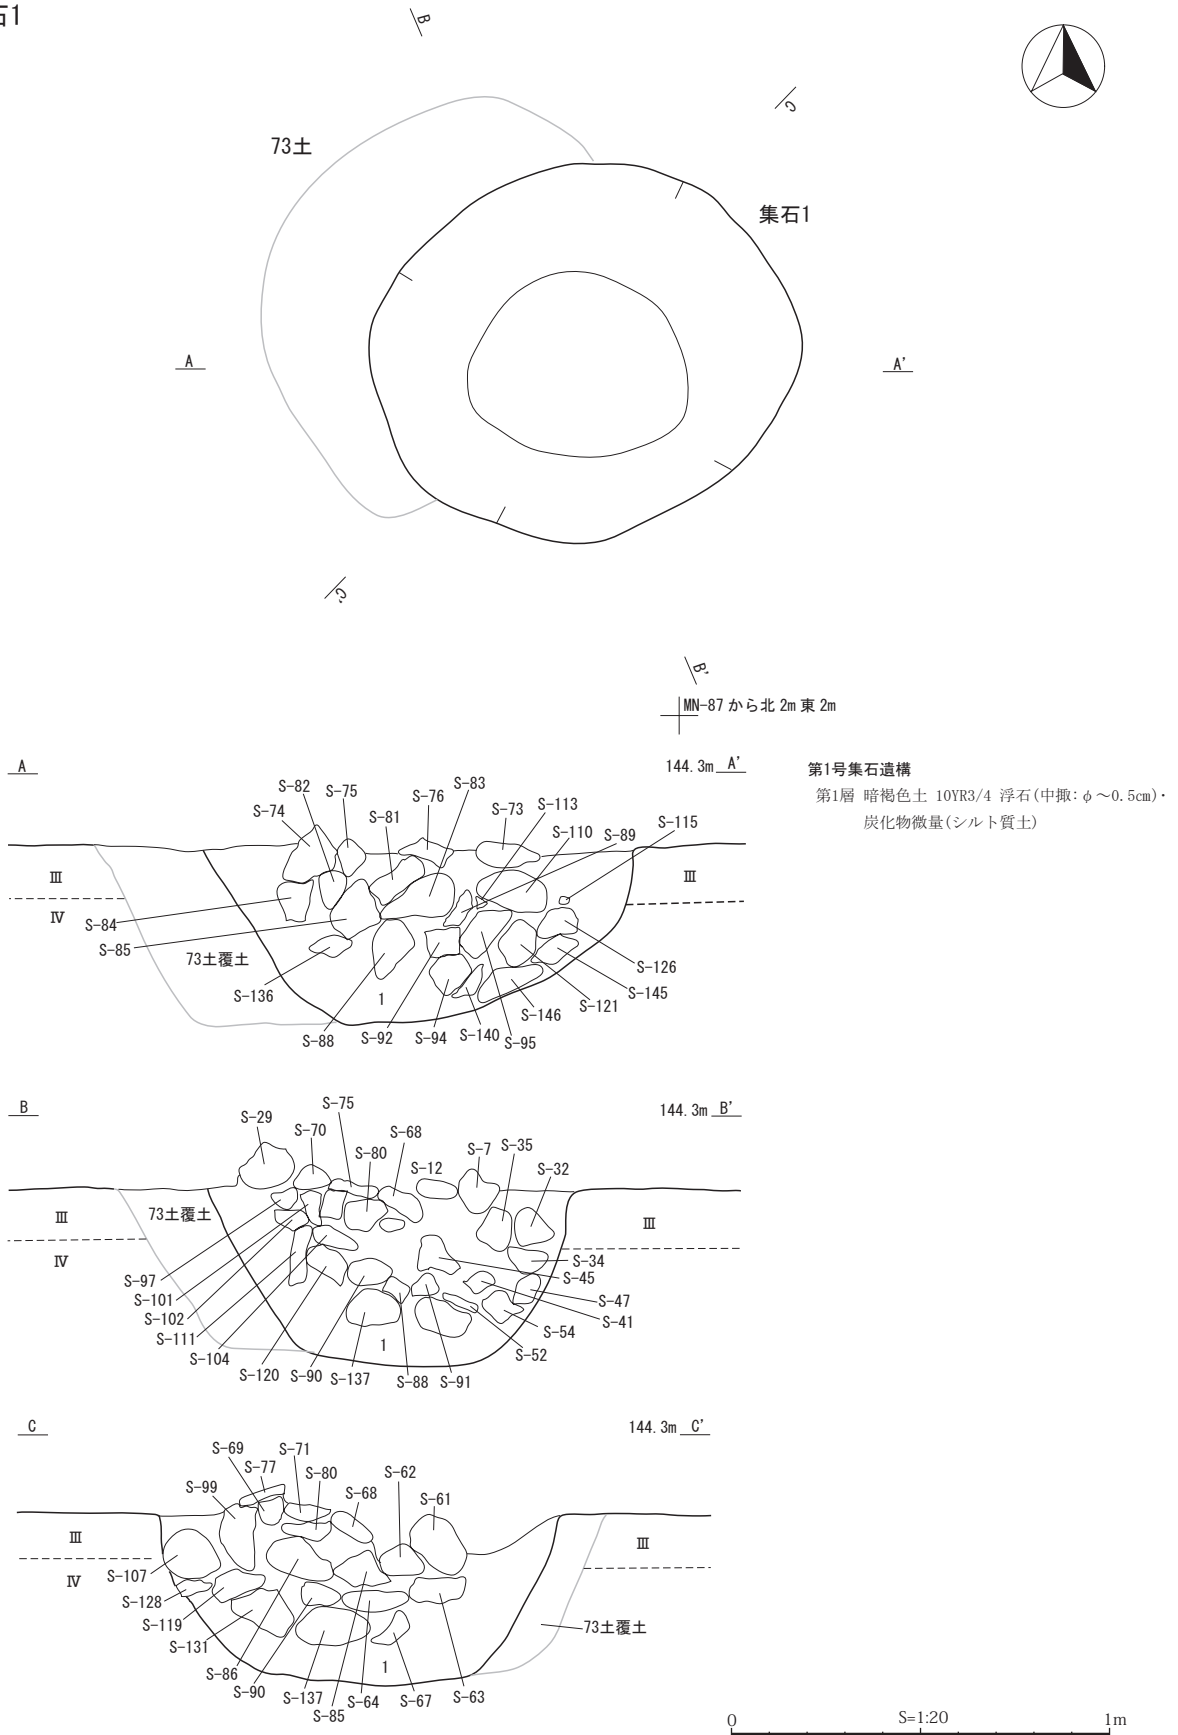 石1
B
C
73土
集石1
A
A'
C'
B'
MN-87 から北 2m 東 2m
A
144.3m A'
第1号集石遺構
第1層 暗褐色土 10YR3/4 浮石(中掫:φ～0.5㎝)・
炭化物微量(シルト質土)
S-82
S-75
S-83
S-76
S-74
S-81
S-73
S-113
S-110
S-89
S-115
Ⅲ
Ⅲ
Ⅳ
S-84
S-85
73土覆土
S-136
S-126
S-145
1
S-146
S-121
S-88
S-92
S-94
S-140
S-95
B
144.3m B'
S-29
S-75
S-70
S-68
S-80
S-12
S-7
S-35
S-32
Ⅲ
73土覆土
Ⅲ
Ⅳ
S-34
S-45
S-97
S-101
S-47
S-102
S-41
S-111
S-54
S-104
1
S-52
S-120
S-90
S-137
S-88
S-91
C
144.3m C'
S-69
S-71
S-77
S-80
S-62
S-99
S-68
S-61
Ⅲ
Ⅲ
Ⅳ
S-107
S-128
S-119
73土覆土
S-131
S-86
1
S-90
S-137
S-85
S-64
S-67
S-63
0
S=1:20
1m